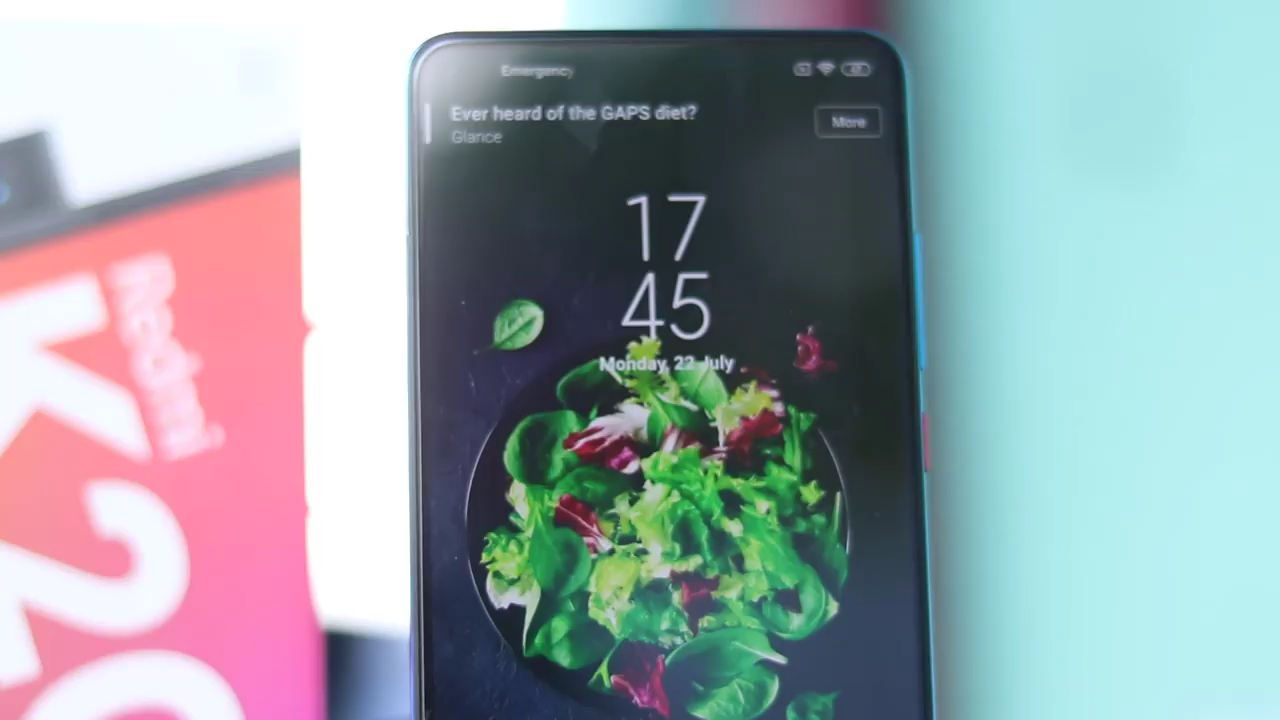 Emergency
Ever heard of the GAPS diet?
Glance
More
17
45
Monday, 22 July
Redmi
K20